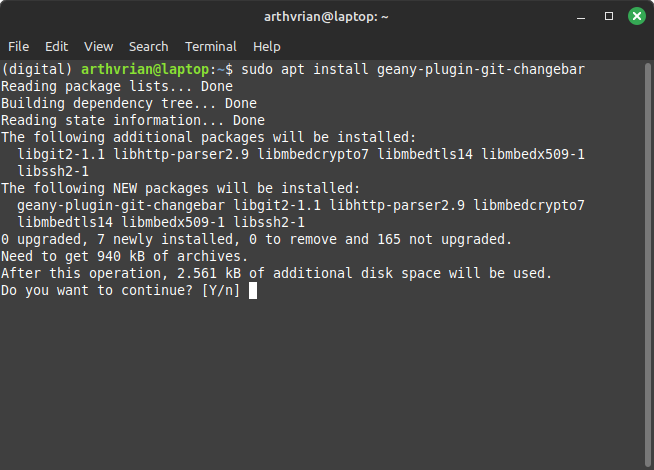 arthvrian@laptop: ~
File Edit View Search Terminal Help
(digital) arthvrian@laptop:~$ sudo apt install geany-plugin-git-changebar
Reading package lists... Done
Building dependency tree... Done
Reading state information... Done
The following additional packages will be installed:
  libgit2-1.1 libhttp-parser2.9 libmbedcrypto7 libmbedtls14 libmbedx509-1
  libssh2-1
The following NEW packages will be installed:
  geany-plugin-git-changebar libgit2-1.1 libhttp-parser2.9 libmbedcrypto7
  libmbedtls14 libmbedx509-1 libssh2-1
0 upgraded, 7 newly installed, 0 to remove and 165 not upgraded.
Need to get 940 kB of archives.
After this operation, 2.561 kB of additional disk space will be used.
Do you want to continue? [Y/n]